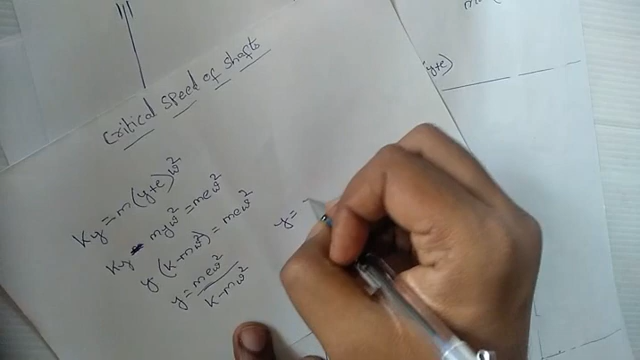 Critical Speed of Shafts
Ky = m(y+e)ω²
Ky - myω² = meω²
y (K-mω²) = meω²
y = meω² / K-mω²
y =
y+e)